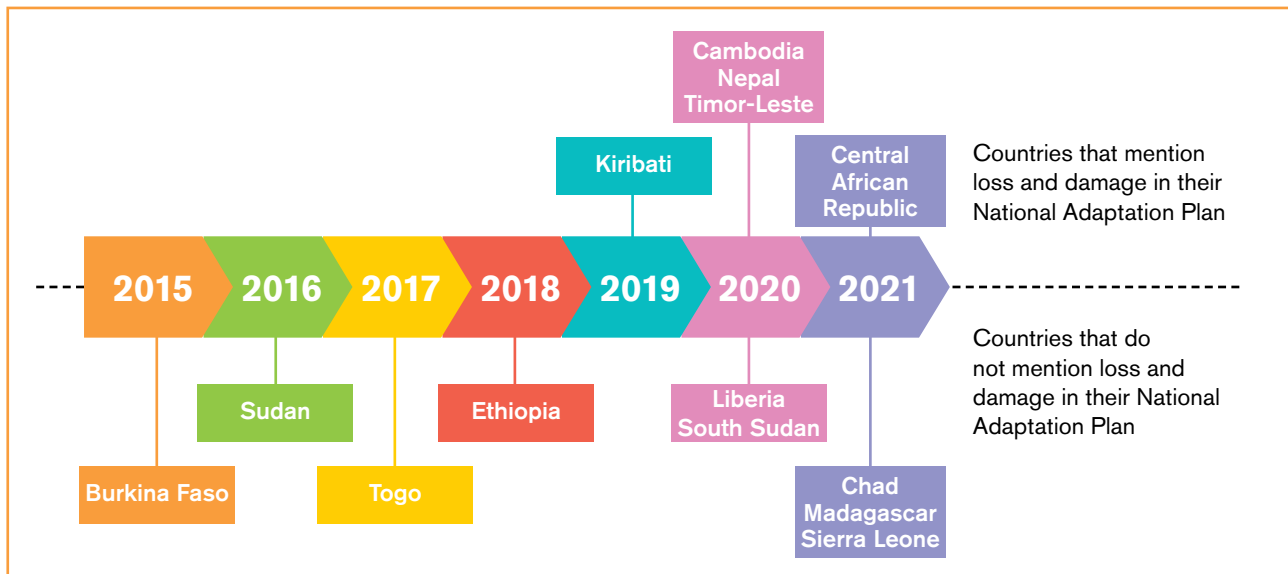 Cambodia
Nepal
Timor-Leste
Kiribati
Central
African
Republic
Countries that mention
loss and damage in their
National Adaptation Plan
2015
2016
2017
2018
2019
2020
2021
Countries that do
not mention loss and
damage in their National
Adaptation Plan
Sudan
Ethiopia
Liberia
South Sudan
Burkina Faso
Togo
Chad
Madagascar
Sierra Leone